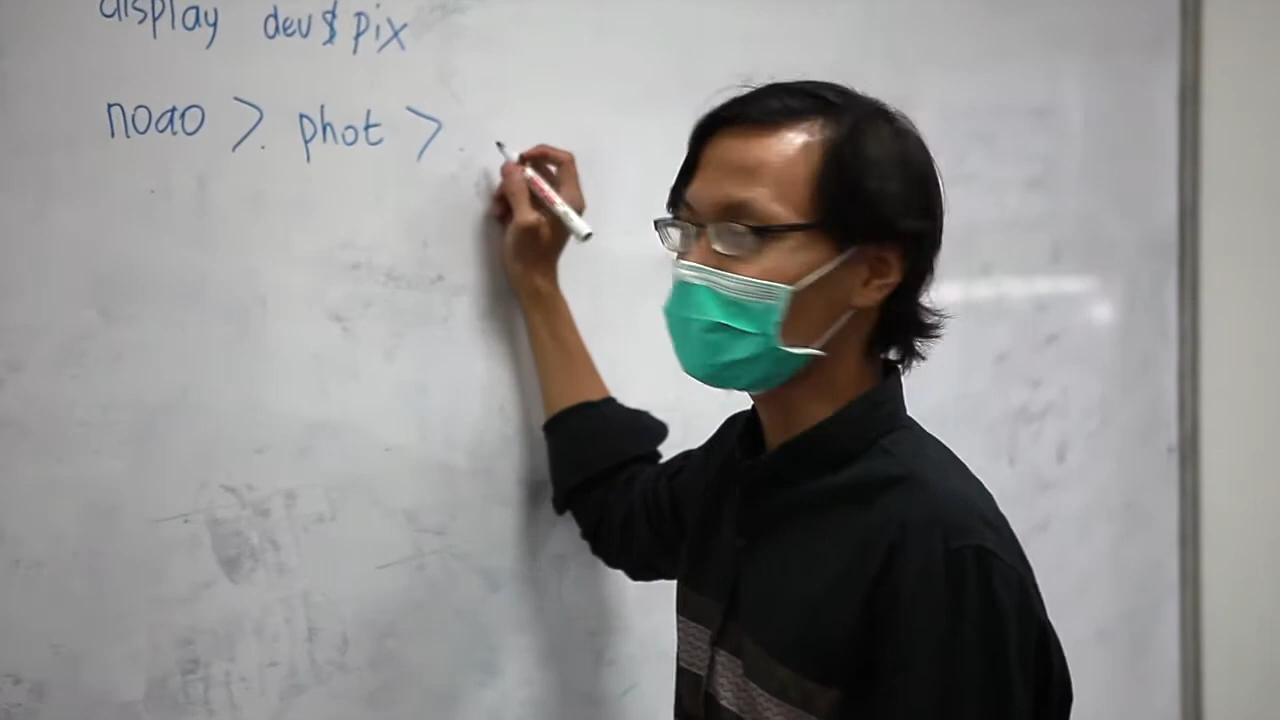 display dev$pix
noao >. phot >.